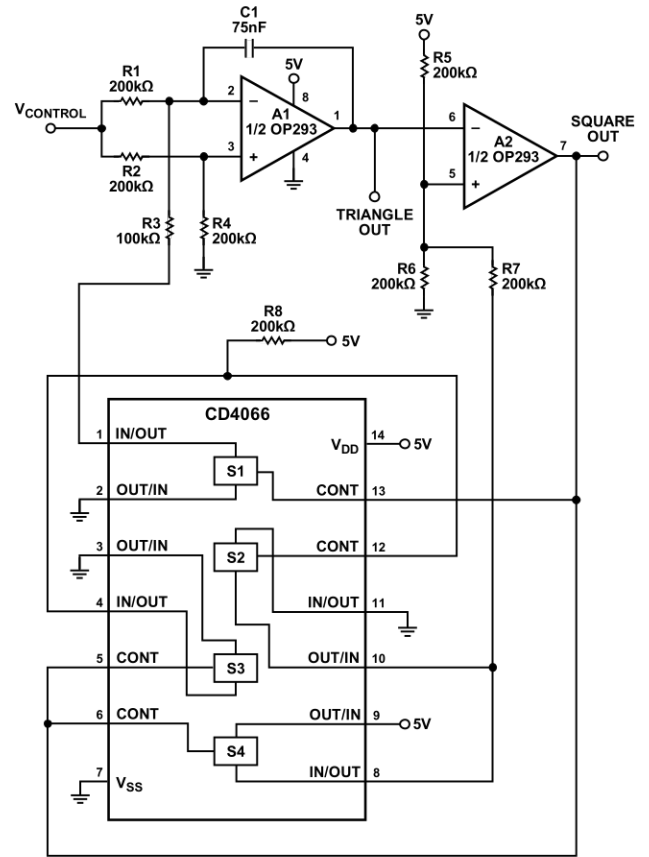 C1
75nF
5V
R5
200kΩ
R1
200kΩ
5V
2
−
8
A1
1/2 OP293
1
VCONTROL
3
+
4
R2
200kΩ
6
−
A2
1/2 OP293
7
5
+
SQUARE
OUT
TRIANGLE
OUT
R3
100kΩ
R4
200kΩ
R6
200kΩ
R7
200kΩ
R8
200kΩ
5V
CD4066
1
IN/OUT
VDD
14
5V
S1
2
OUT/IN
CONT
13
3
OUT/IN
S2
CONT
12
4
IN/OUT
IN/OUT
11
5
CONT
S3
OUT/IN
10
6
CONT
OUT/IN
9
5V
S4
7
VSS
IN/OUT
8